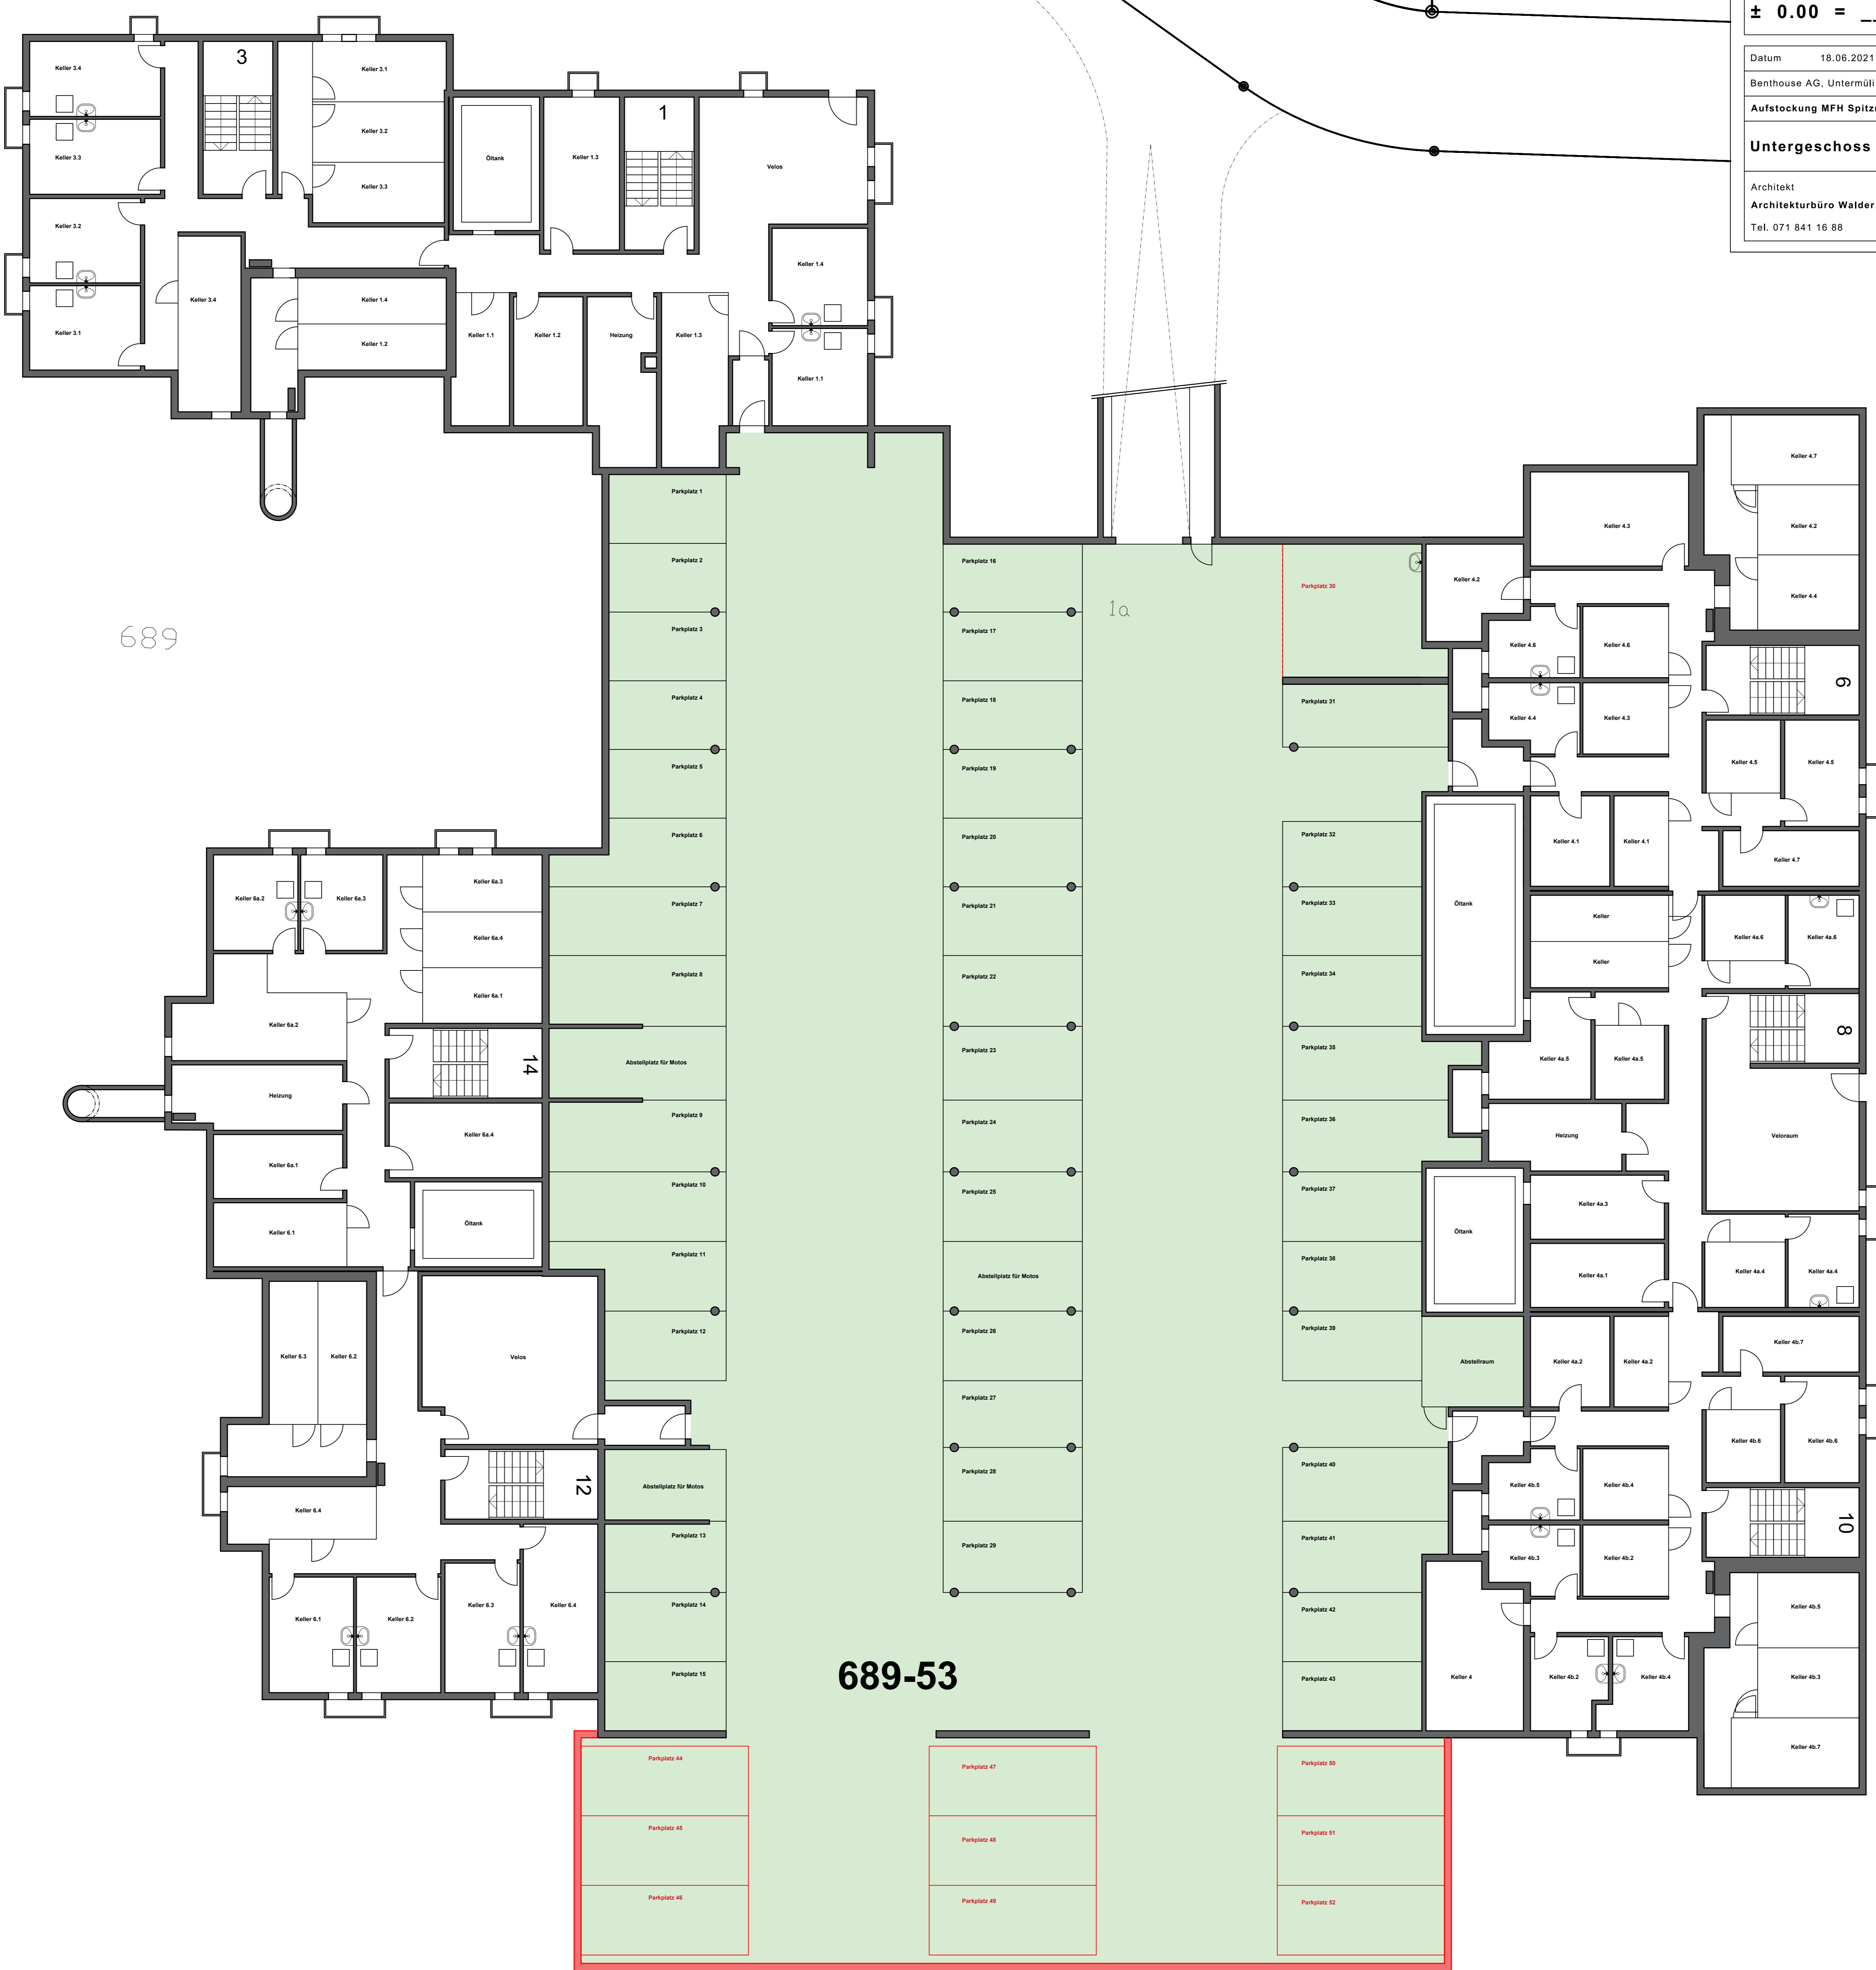 ± 0.00 =
Datum 18.06.2021
Benthouse AG, Untermüli
Aufstockung MFH
Untergeschoss
Architekt
Architekturbüro Walder
Tel. 071 841 16 88
3
Keller 3.4
Keller 3.3
Keller 3.2
Keller 3.1
Keller 3.1
Keller 3.2
Keller 3.3
Keller 3.4
Keller 1.4
Keller 1.2
Öltank
Keller 1.3
1
Velos
Keller 1.4
Keller 1.1
Keller 1.1
Keller 1.2
Heizung
Keller 1.3
689
1a
Parkplatz 1
Parkplatz 2
Parkplatz 3
Parkplatz 4
Parkplatz 5
Parkplatz 6
Parkplatz 7
Parkplatz 8
Abstellplatz für Motos
Parkplatz 9
Parkplatz 10
Parkplatz 11
Parkplatz 12
Abstellplatz für Motos
Parkplatz 13
Parkplatz 14
Parkplatz 15
Parkplatz 16
Parkplatz 17
Parkplatz 18
Parkplatz 19
Parkplatz 20
Parkplatz 21
Parkplatz 22
Parkplatz 23
Parkplatz 24
Parkplatz 25
Abstellplatz für Motos
Parkplatz 26
Parkplatz 27
Parkplatz 28
Parkplatz 29
Parkplatz 30
Parkplatz 31
Parkplatz 32
Parkplatz 33
Parkplatz 34
Parkplatz 35
Parkplatz 36
Parkplatz 37
Parkplatz 38
Parkplatz 39
Abstellraum
Parkplatz 40
Parkplatz 41
Parkplatz 42
Parkplatz 43
689-53
Parkplatz 44
Parkplatz 45
Parkplatz 46
Parkplatz 47
Parkplatz 48
Parkplatz 49
Parkplatz 50
Parkplatz 51
Parkplatz 52
Keller 6a.2
Keller 6a.3
Keller 6a.3
Keller 6a.4
Keller 6a.1
Keller 6a.2
14
Heizung
Keller 6a.4
Keller 6a.1
Keller 6.1
Öltank
Keller 6.3
Keller 6.2
Velos
12
Keller 6.4
Keller 6.1
Keller 6.2
Keller 6.3
Keller 6.4
Keller 4.7
Keller 4.3
Keller 4.2
Keller 4.2
Keller 4.4
Keller 4.6
Keller 4.6
6
Keller 4.4
Keller 4.3
Keller 4.5
Keller 4.5
Keller 4.1
Keller 4.1
Keller 4.7
Öltank
Keller
Keller
Keller 4a.6
Keller 4a.6
8
Keller 4a.5
Keller 4a.5
Heizung
Veloraum
Öltank
Keller 4a.3
Keller 4a.1
Keller 4a.4
Keller 4a.4
Keller 4a.2
Keller 4a.2
Keller 4b.7
Keller 4b.6
Keller 4b.6
Keller 4b.5
Keller 4b.4
10
Keller 4b.3
Keller 4b.2
Keller 4
Keller 4b.2
Keller 4b.4
Keller 4b.5
Keller 4b.3
Keller 4b.7